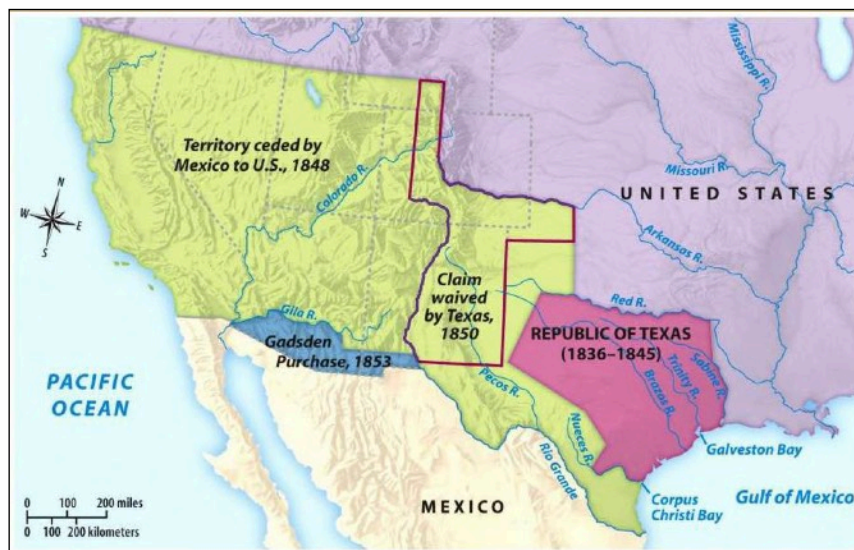 Mississippi R.
Missouri R.
UNITED STATES
Arkansas R.
Territory ceded by
Mexico to U.S., 1848
Colorado R.
N
W E
S
Claim
waived
by Texas,
1850
Red R.
REPUBLIC OF TEXAS
(1836–1845)
Gila R.
Gadsden
Purchase, 1853
Sabine R.
Trinity R.
Brazos R.
Pecos R.
Nueces R.
Rio Grande
PACIFIC
OCEAN
Galveston Bay
Corpus
Christi Bay
Gulf of Mexico
MEXICO
0 100 200 miles
0 100 200 kilometers